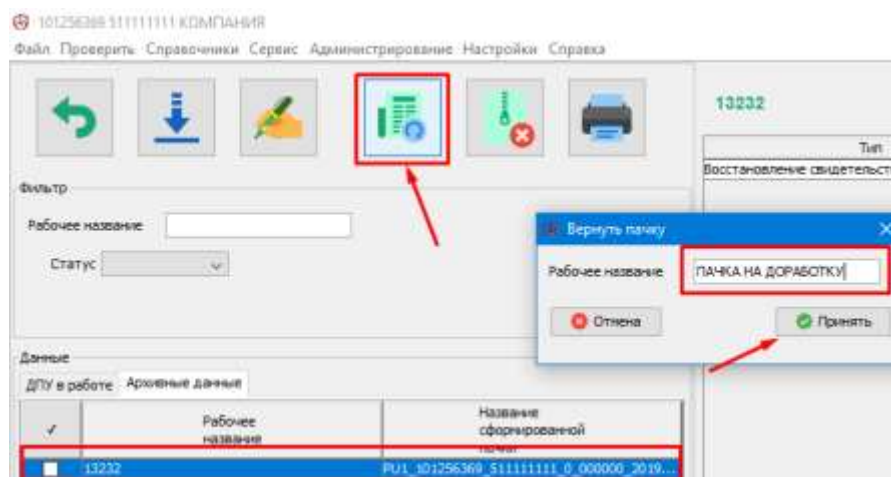 101256369 511111111 КОМПАНИЯ
Файл Проверить Справочники Сервис Администрирование Настройки Справка
13232
Тип
Восстановление свидетельст
Фильтр
Рабочее название
Статус
Вернуть пачку
Рабочее название ПАЧКА НА ДОРАБОТКУ
Отмена Принять
Данные
ДПУ в работе Архивные данные
✓ Рабочее название
Название сформированной
13232 PU1_101256369_511111111_0_000000_2019...